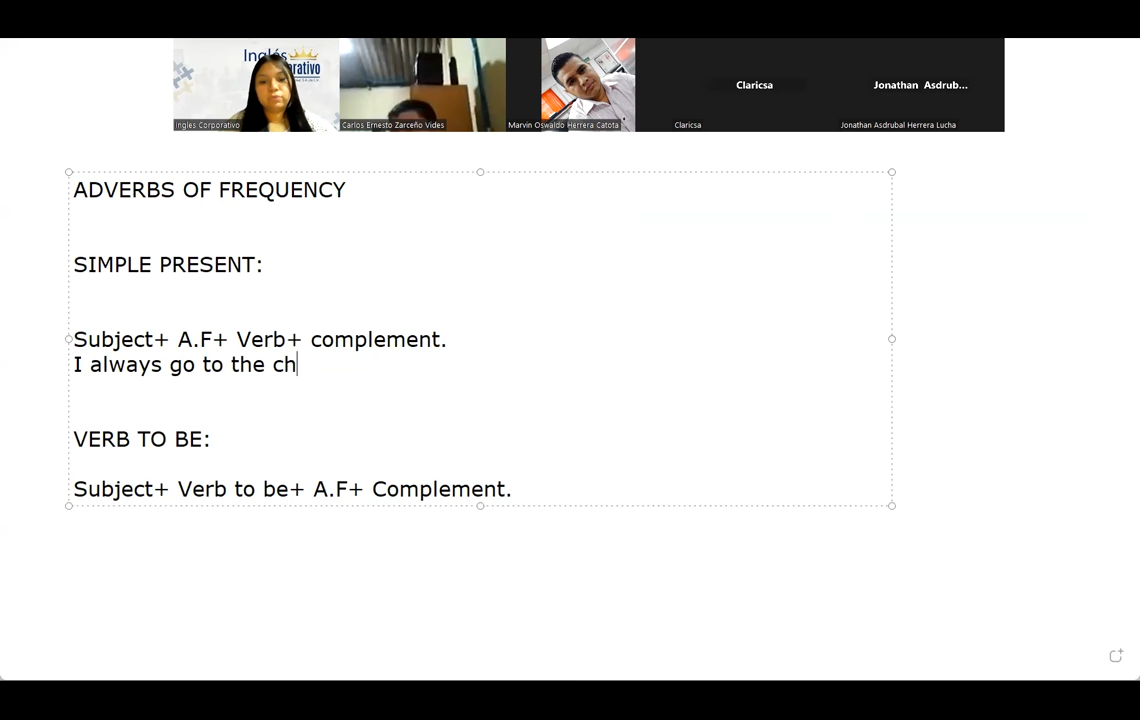 Inglés
orativo
Ingles Corporativo
Carlos Ernesto Zarceño Vides
Marvin Oswaldo Herrera Catota
Claricsa
Claricsa
Jonathan Asdrub...
Jonathan Asdrubal Herrera Lucha
ADVERBS OF FREQUENCY
SIMPLE PRESENT:
Subject+ A.F+ Verb+ complement.
I always go to the ch
VERB TO BE:
Subject+ Verb to be+ A.F+ Complement.